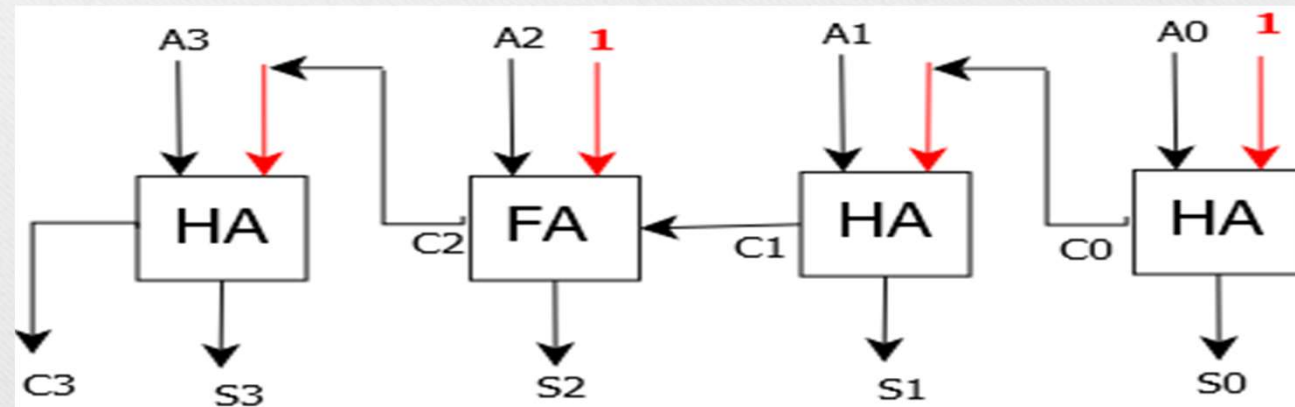 A3 A2 1 A1 A0 1
HA FA HA HA
C2 C1 C0
C3 S3 S2 S1 S0